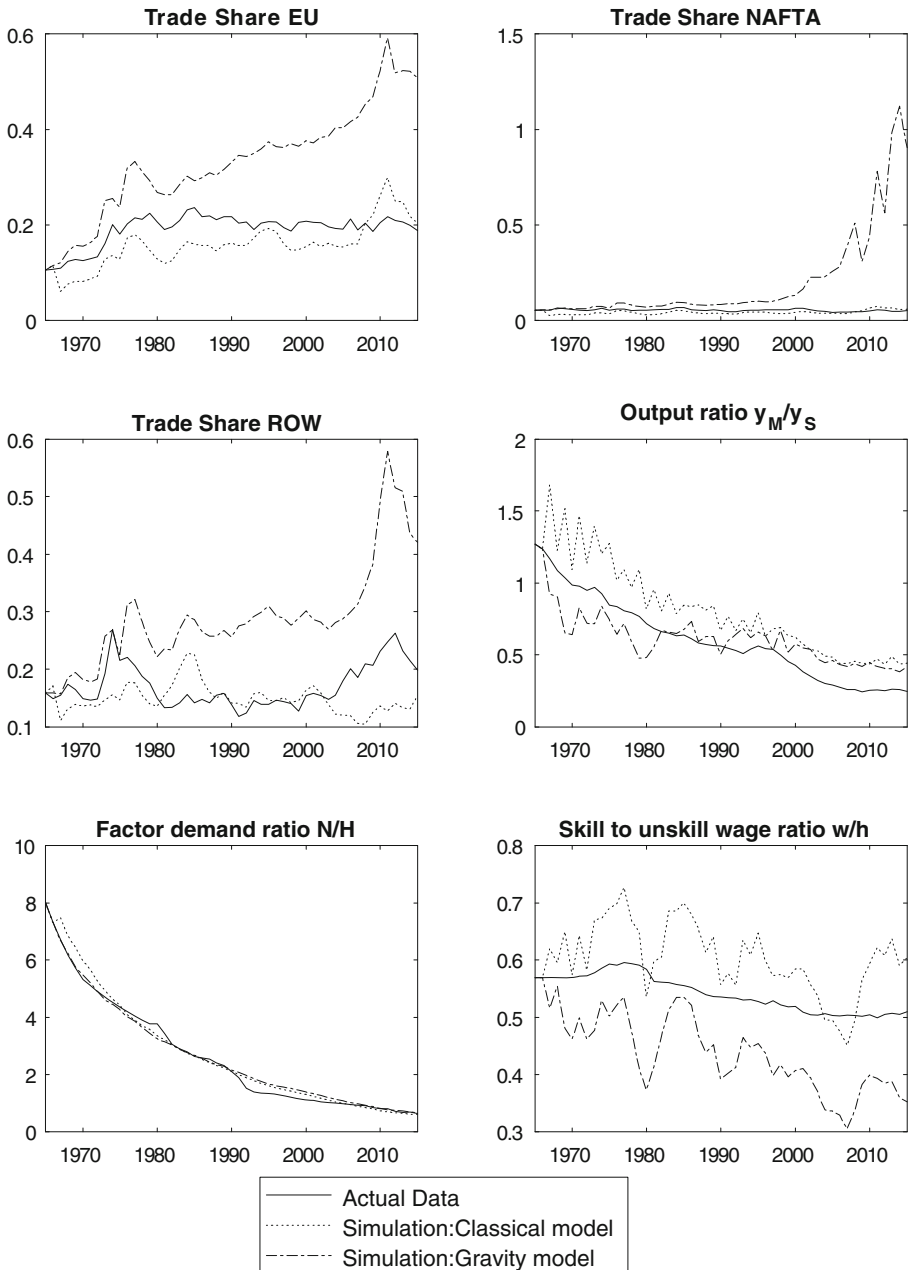 Trade Share EU
0.6
0.4
0.2
0
1970 1980 1990 2000 2010
Trade Share NAFTA
1.5
1
0.5
0
1970 1980 1990 2000 2010
Trade Share ROW
0.6
0.5
0.4
0.3
0.2
0.1
1970 1980 1990 2000 2010
Output ratio y_M/y_S
2
1.5
1
0.5
0
1970 1980 1990 2000 2010
Factor demand ratio N/H
10
8
6
4
2
0
1970 1980 1990 2000 2010
Skill to unskill wage ratio w/h
0.8
0.7
0.6
0.5
0.4
0.3
1970 1980 1990 2000 2010
Actual Data
Simulation:Classical model
Simulation:Gravity model